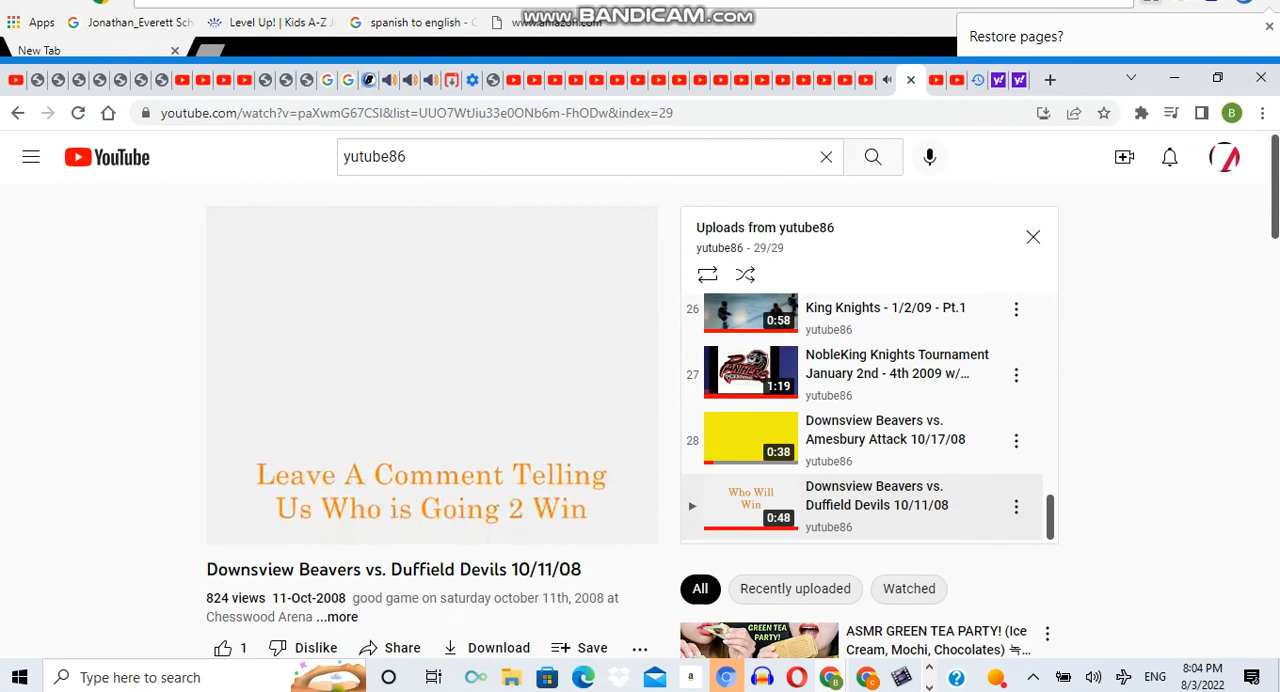 www.BANDICAM.com
Apps
Jonathan_Everett Sch
Level Up! | Kids A-Z
spanish to english -
www.amazon.com
Restore pages?
New Tab
youtube.com/watch?v=paXwmG67CSI&list=UUO7WtJiu33e0ONb6m-FhODw&index=29
B
YouTube
yutube86
Uploads from yutube86
yutube86 - 29/29
26
0:58
King Knights - 1/2/09 - Pt.1
yutube86
27
1:19
NobleKing Knights Tournament
January 2nd - 4th 2009 w/...
yutube86
28
0:38
Downsview Beavers vs.
Amesbury Attack 10/17/08
yutube86
Who Will
Win
0:48
Downsview Beavers vs.
Duffield Devils 10/11/08
yutube86
Leave A Comment Telling
Us Who is Going 2 Win
Downsview Beavers vs. Duffield Devils 10/11/08
824 views 11-Oct-2008 good game on saturday october 11th, 2008 at
Chesswood Arena ...more
1
Dislike
Share
Download
Save
All
Recently uploaded
Watched
GREEN TEA
PARTY!
ASMR GREEN TEA PARTY! (Ice
Cream, Mochi, Chocolates) 녹...
Type here to search
ENG
8:04 PM
8/3/2022